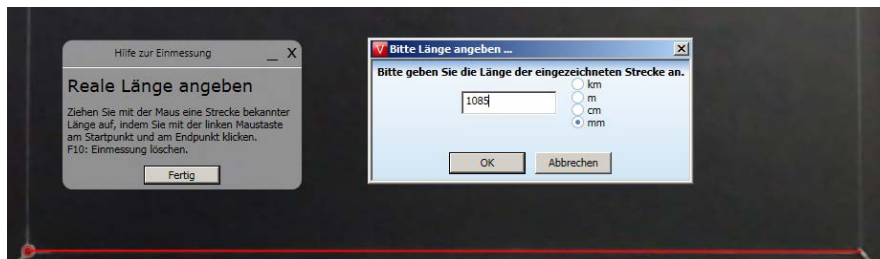 Hilfe zur Einmessung _ X
Reale Länge angeben
Ziehen Sie mit der Maus eine Strecke bekannter
Länge auf, indem Sie mit der linken Maustaste
am Startpunkt und am Endpunkt klicken.
F10: Einmessung löschen.
Fertig
V Bitte Länge angeben ...
Bitte geben Sie die Länge der eingezeichneten Strecke an.
1085
km
m
cm
mm
OK Abbrechen